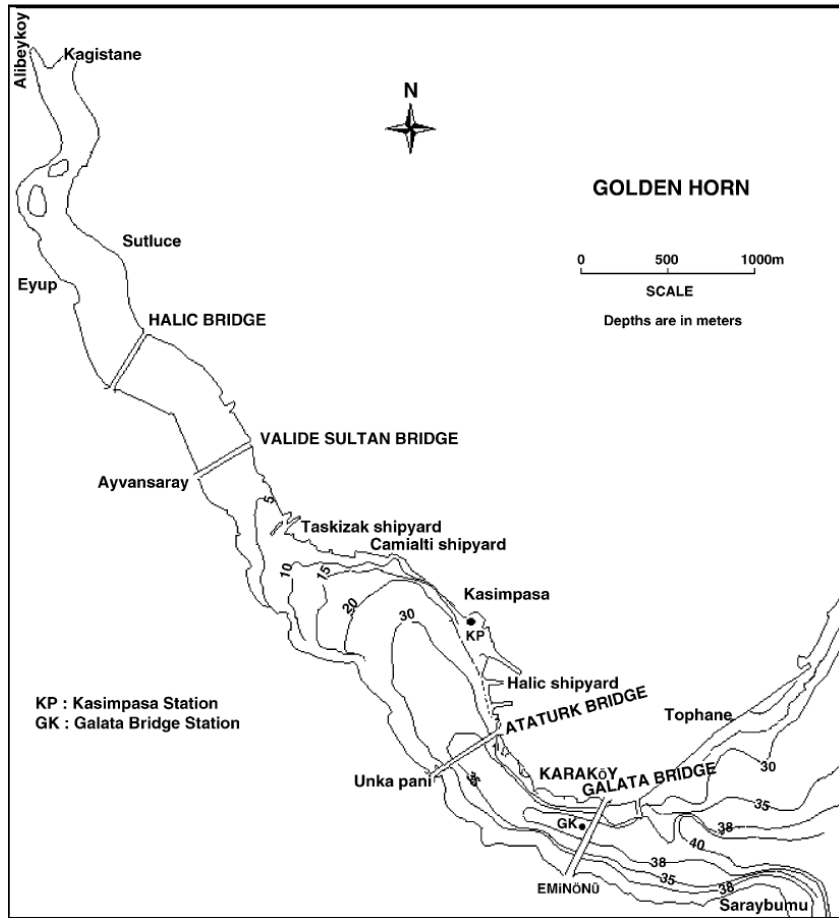 Alibeykoy
Kagistane
N
GOLDEN HORN
0 500 1000m
SCALE
Depths are in meters
Sutluce
Eyup
HALIC BRIDGE
VALIDE SULTAN BRIDGE
Ayvansaray
5
Taskizak shipyard
Camialti shipyard
10
15
20
30
Kasimpasa
KP
Halic shipyard
KP : Kasimpasa Station
GK : Galata Bridge Station
ATATURK BRIDGE
Tophane
Unka pani
35
KARAKöY
GALATA BRIDGE
30
35
GK
38
40
38
35
38
EMiNöNü
Saraybumu